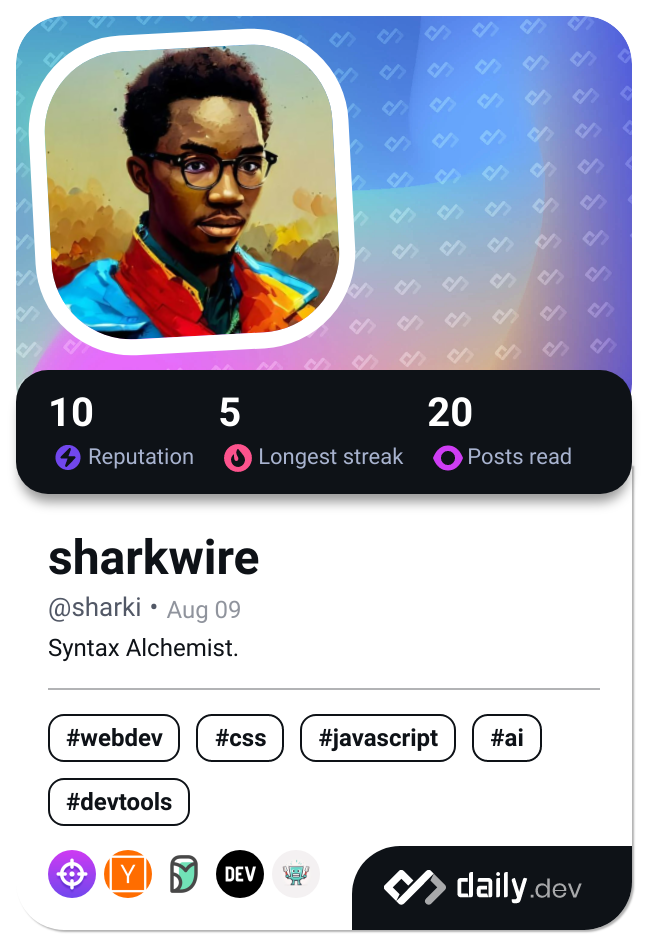 10 5 20
Reputation Longest streak Posts read
sharkwire
@sharki • Aug 09
Syntax Alchemist.
#webdev #css #javascript #ai
#devtools
Y DEV
daily.dev